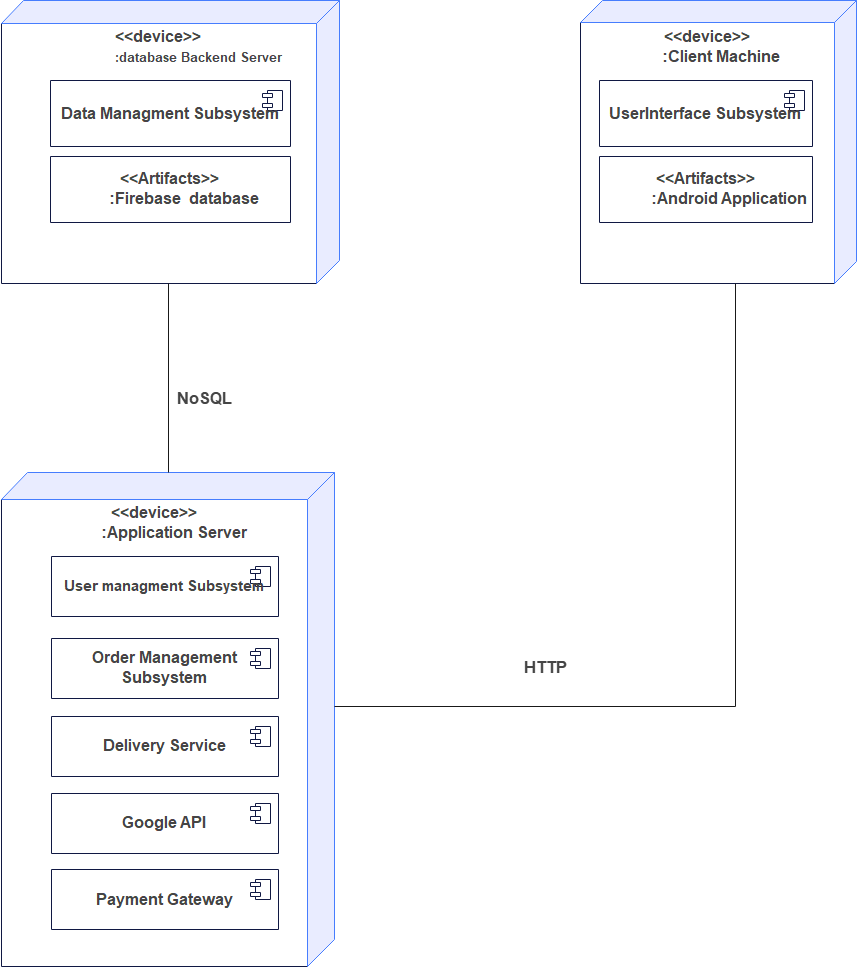 <<device>>
:database Backend Server
Data Managment Subsystem
<<Artifacts>>
:Firebase database
<<device>>
:Client Machine
UserInterface Subsystem
<<Artifacts>>
:Android Application
NoSQL
<<device>>
:Application Server
User managment Subsystem
Order Management
Subsystem
Delivery Service
Google API
Payment Gateway
HTTP